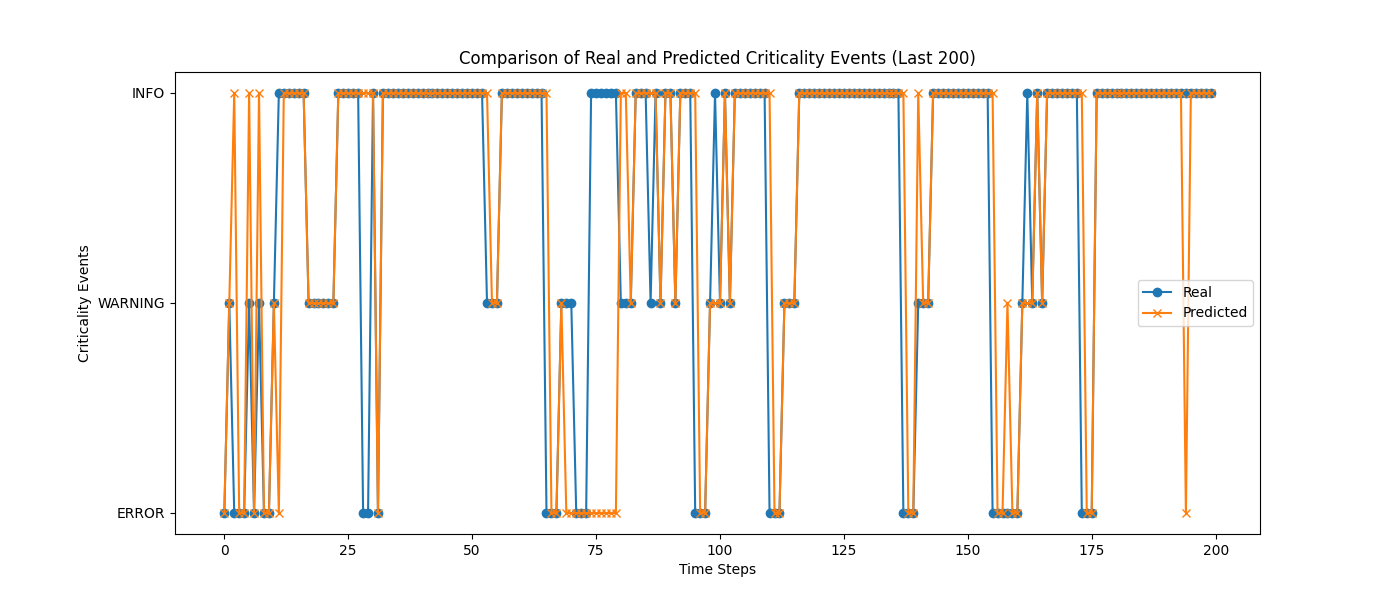 Comparison of Real and Predicted Criticality Events (Last 200)
INFO
WARNING
ERROR
Criticality Events
Real
Predicted
0
25
50
75
100
125
150
175
200
Time Steps